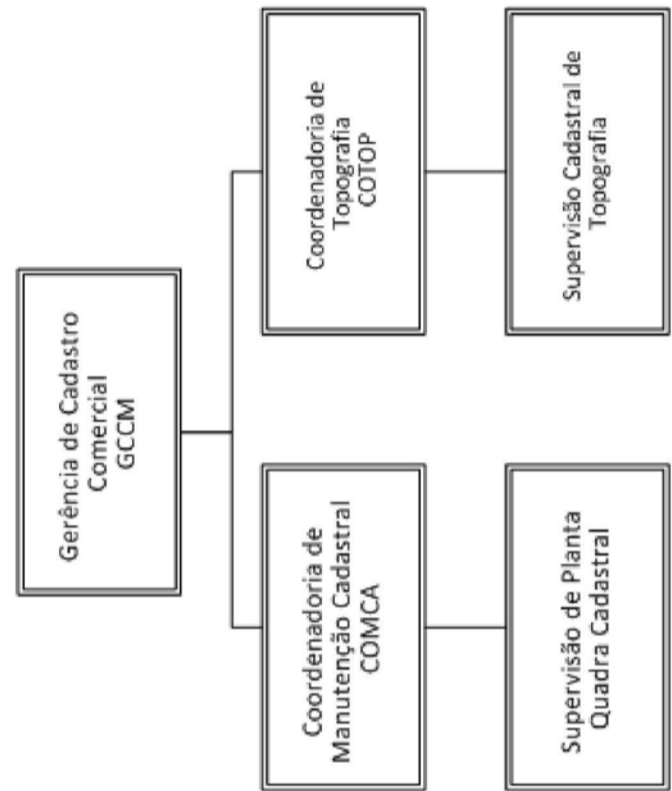 Gerência de Cadastro
Comercial
GCCM
Coordenadoria de
Manutenção Cadastral
COMCA
Coordenadoria de
Topografia
COTOP
Supervisão de Planta
Quadra Cadastral
Supervisão Cadastral de
Topografia